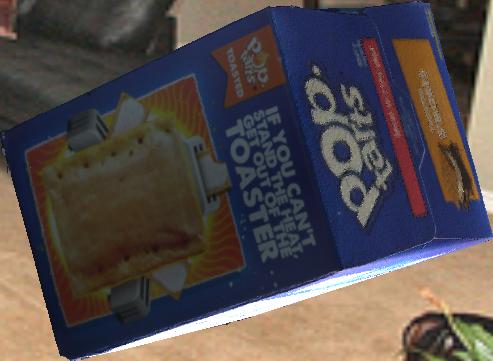 POP
tarts
TOASTED
IF YOU CAN'T
STAND THE HEAT,
GET OUT OF THE
TOASTER
POP
tarts